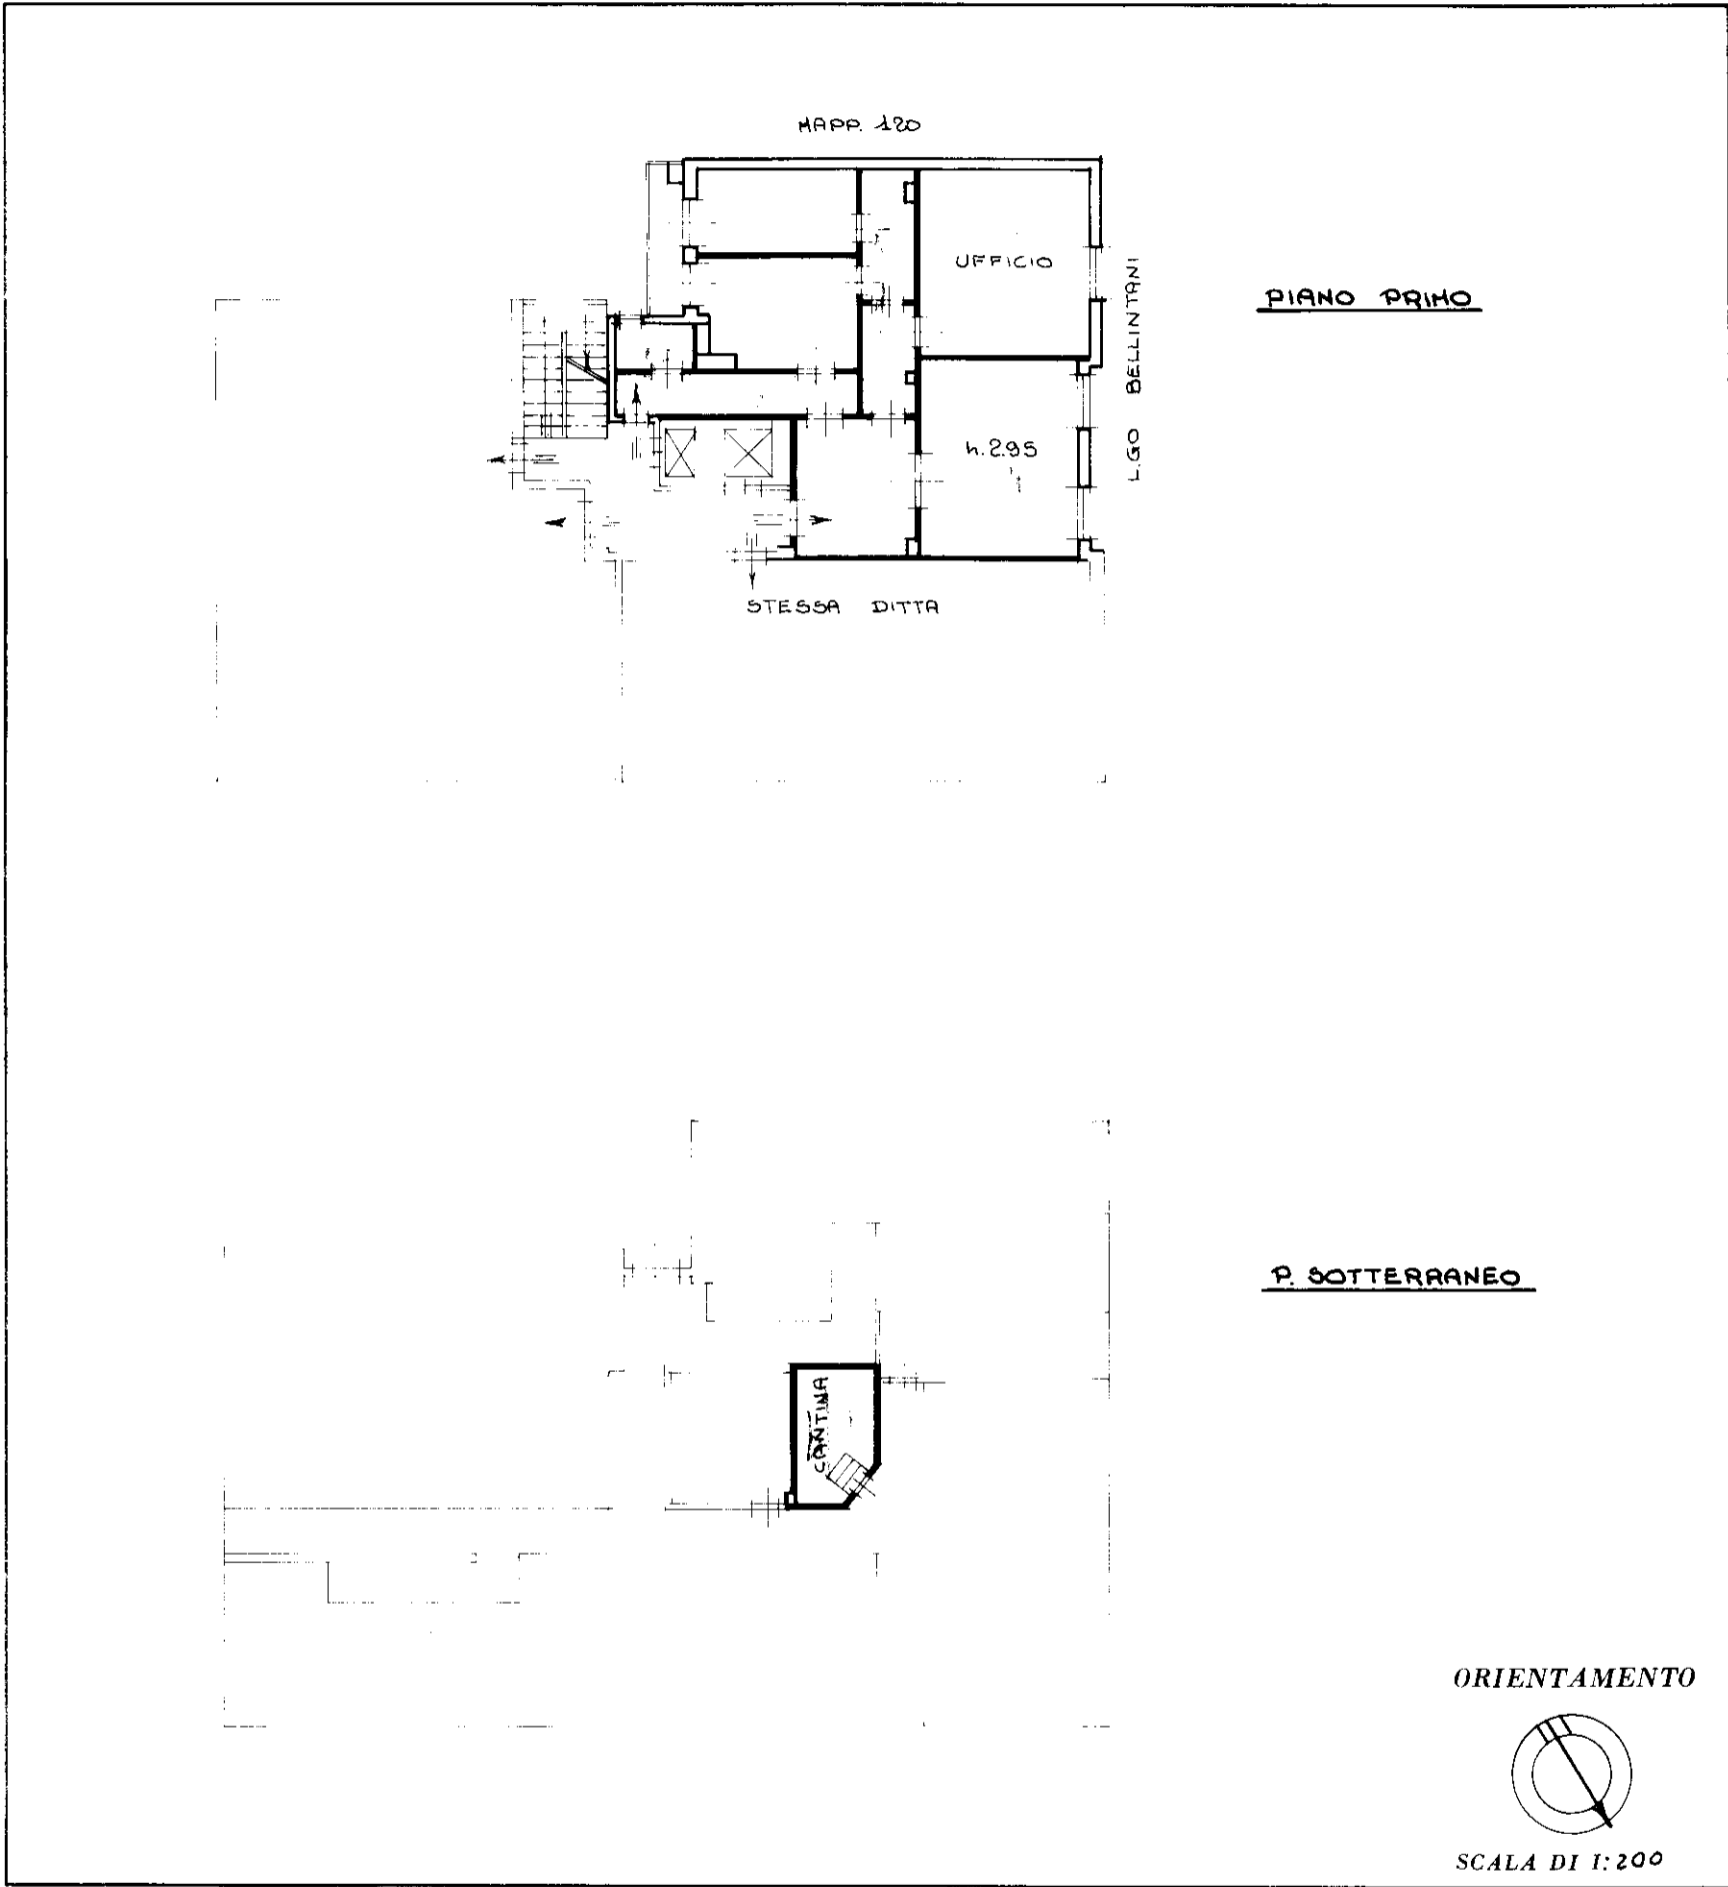 MAPP. 120
UFFICIO
L.GO BELLINTANI
PIANO PRIMO
h. 2.95
STESSA DITTA
P. SOTTERRANEO
CANTINA
ORIENTAMENTO
SCALA DI 1:200